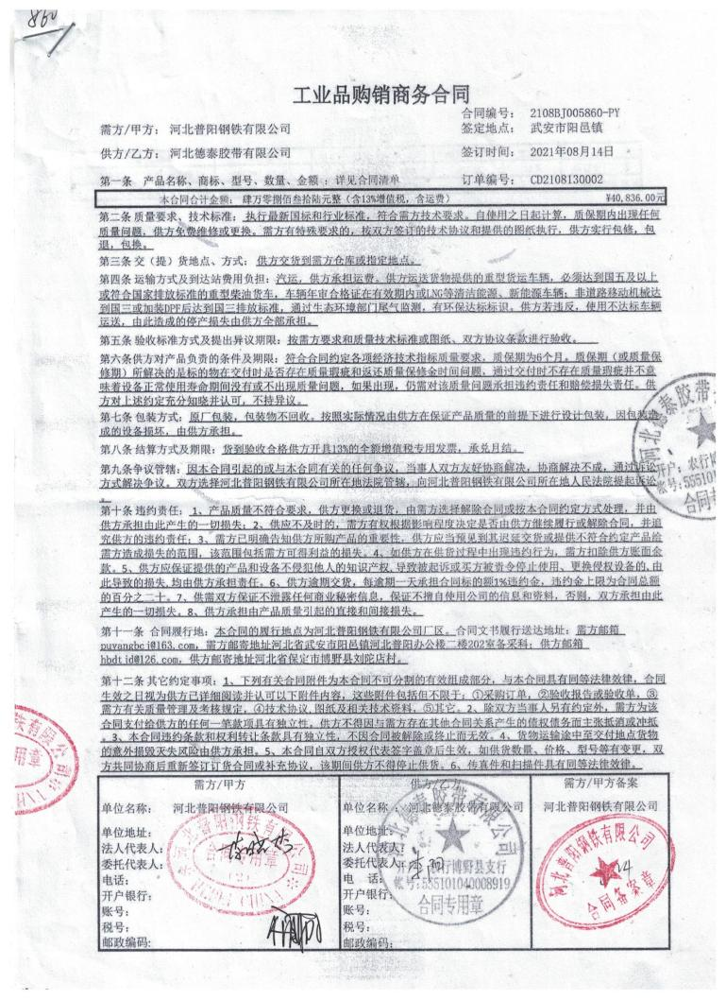 860
工业品购销商务合同
合同编号： 2108BJ005860-PY
需方/甲方： 河北普阳钢铁有限公司 签定地点： 武安市阳邑镇
供方/乙方： 河北德泰胶带有限公司 签订时间： 2021年08月14日
第一条 产品名称、商标、型号、数量、金额 ：详见合同清单 订单编号： CD2108130002
本合同合计金额： 肆万零捌佰叁拾陆元整（含13%增值税，含运费） ¥40,836.00元
第二条 质量要求、技术标准： 执行最新国标和行业标准，符合需方技术要求。自使用之日起计算，质保期内出现任何
质量问题，供方免费维修或更换。需方有特殊要求的，按双方签订的技术协议和提供的图纸执行，供方实行包修，包
退，包换。
第三条 交（提）货地点、方式： 供方交货到需方仓库或指定地点。
第四条 运输方式及到达站费用负担：汽运，供方承担运费。供方运送货物提供的重型货运车辆，必须达到国五及以上
或符合国家排放标准的重型柴油货车，车辆年审合格证在有效期内或LNG等清洁能源、新能源车辆；非道路移动机械达
到国三或加装DPF后达到国三排放标准，通过生态环境部门尾气监测，有环保达标标识。供方若违反，使用不达标车辆
运送，由此造成的停产损失由供方全部承担。
第五条 验收标准方式及提出异议期限：按需方要求和质量技术标准或图纸、双方协议条款进行验收。
第六条供方对产品负责的条件及期限：符合合同约定各项经济技术指标质量要求，质保期为6个月。质保期（或质量保
修期）所解决的是标的物在交付时是否存在质量瑕疵和返还质量保修金时间问题，通过交付时不存在质量瑕疵并不意
味着设备正常使用寿命期间没有或不出现质量问题，如果出现，仍需对该质量问题承担违约责任和赔偿损失责任。供
方对上述约定充分知晓并认可，不持异议。
第七条 包装方式：原厂包装，包装物不回收。按照实际情况由供方在保证产品质量的前提下进行设计包装，因包装造
成的设备损坏，由供方承担。
第八条 结算方式及期限： 货到验收合格供方开具13%的全额增值税专用发票，承兑月结。
第九条争议管辖：因本合同引起的或与本合同有关的任何争议，当事人双方友好协商解决，协商解决不成，通过诉讼
方式解决争议。双方选择河北普阳钢铁有限公司所在地法院管辖，向河北普阳钢铁有限公司所在地人民法院提起诉讼
。
第十条 违约责任：1、产品质量不符合要求，供方更换或退货，由需方选择解除合同或按本合同约定方式处理，并由
供方承担由此产生的一切损失；2、供应不及时的，需方有权根据影响程度决定是否由供方继续履行或解除合同，并追
究供方的违约责任；3、需方已明确告知供方所购产品的重要性，供方应当预见到其迟延交货或提供不符合约定产品给
需方造成损失的范围，该范围包括需方可得利益的损失。4、如供方在供货过程中出现违约行为，需方扣除供方账面余
款。5、供方应保证提供的产品和设备不侵犯他人的知识产权,导致被起诉或买方被责令停止使用、更换侵权设备的,由
此导致的损失,均由供方承担责任。6、供方逾期交货，每逾期一天承担合同标的额1%违约金，违约金上限为合同总额
的百分之二十。7、供需双方保证不泄露任何商业秘密信息，保证不擅自使用公司的信息和资料，否则，双方承担由此
产生的一切损失。8、供方承担由产品质量引起的直接和间接损失。
第十一条 合同履行地：本合同的履行地点为河北普阳钢铁有限公司厂区。合同文书履行送达地址：需方邮箱
puyangbci@163.com，需方邮寄地址河北省武安市阳邑镇河北普阳办公楼二楼202室备采科；供方邮箱
hbdtid@126.com，供方邮寄地址河北省保定市博野县刘陀店村。
第十二条 其它约定事项：1、下列有关合同附件为本合同不可分割的有效组成部分，与本合同具有同等法律效律，合同
生效之日视为供方已详细阅读并认可以下附件内容，这些附件包括但不限于：①采购订单，②验收报告或验收单，③
需方有关质量管理及考核规定，④技术协议,图纸及相关技术资料，⑤其它。2、除双方当事人另有约定外，需方为该
合同支付给供方的任何一笔款项具有独立性，供方不得因与需方存在其他合同关系产生的债权债务而主张抵消或冲抵
。3、本合同违约条款和权利转让条款具有独立性，不因合同被解除或终止而无效。4、货物运输途中至交付地点货物
的意外损毁灭失风险由供方承担。5、本合同自双方授权代表签字盖章后生效，如供货数量、价格、型号等有变更，双
方共同协商后重新签订订货合同或补充协议，该期间供方不得停止供货。6、传真件和扫描件具有同等法律效律。
需方/甲方 供方/乙方 需方/甲方备案
单位名称： 河北普阳钢铁有限公司 单位名称： 河北德泰胶带有限公司 河北普阳钢铁有限公司
单位地址： 单位地址：
法人代表人： 法人代表人：
委托代表人： 委托代表人：
电话： 电 话：
开户银行： 开户银行：
账号： 账号：
税号： 税号：
邮政编码： 邮政编码：
河北普阳钢铁有限公司
合同专用章
(2)
河北德泰胶带有限公司
开户：农行博野县支行
账号：555101040008919
合同专用章
河北普阳钢铁有限公司
合同备案章